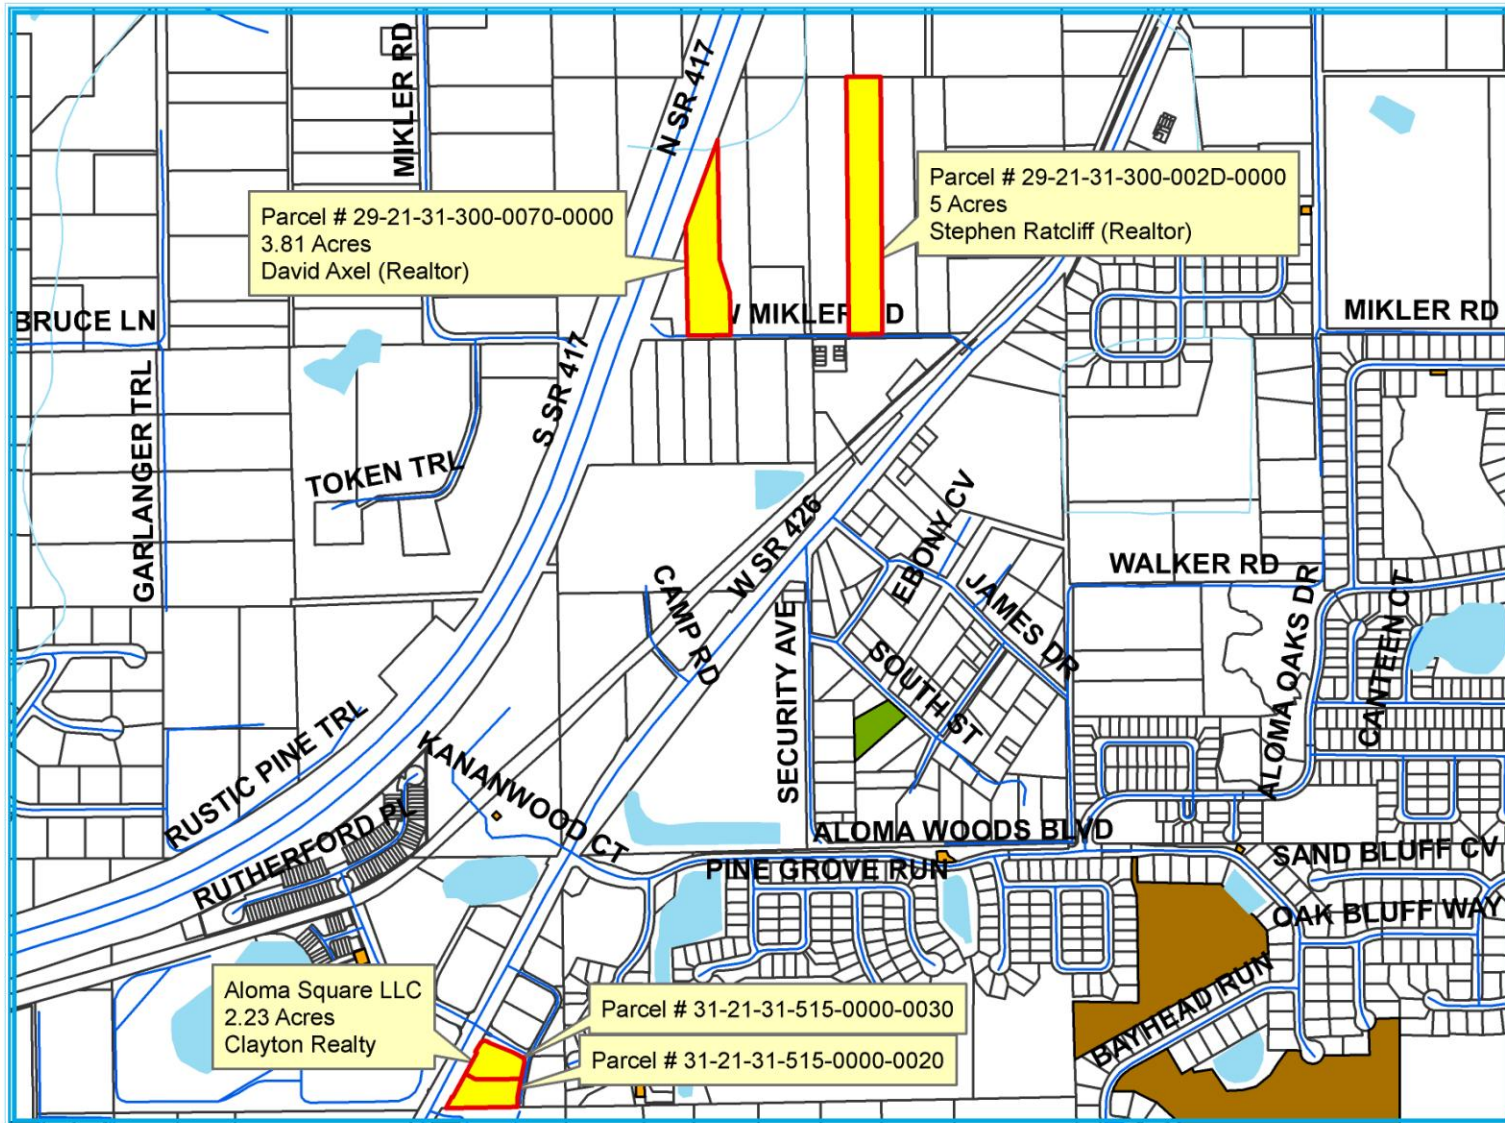 MIKLER RD
N SR 417
Parcel # 29-21-31-300-002D-0000
5 Acres
Stephen Ratcliff (Realtor)
Parcel # 29-21-31-300-0070-0000
3.81 Acres
David Axel (Realtor)
BRUCE LN
MIKLER RD
S SR 417
GARLANGER TRL
TOKEN TRL
W SR 426
EBONY CV
WALKER RD
CAMP RD
JAMES DR
SECURITY AVE
SOUTH ST
ALOMA OAKS DR
CANTEEN CT
RUSTIC PINE TRL
KANANWOOD CT
RUTHERFORD PL
ALOMA WOODS BLVD
PINE GROVE RUN
SAND BLUFF CV
OAK BLUFF WAY
BAYHEAD RUN
Aloma Square LLC
2.23 Acres
Clayton Realty
Parcel # 31-21-31-515-0000-0030
Parcel # 31-21-31-515-0000-0020